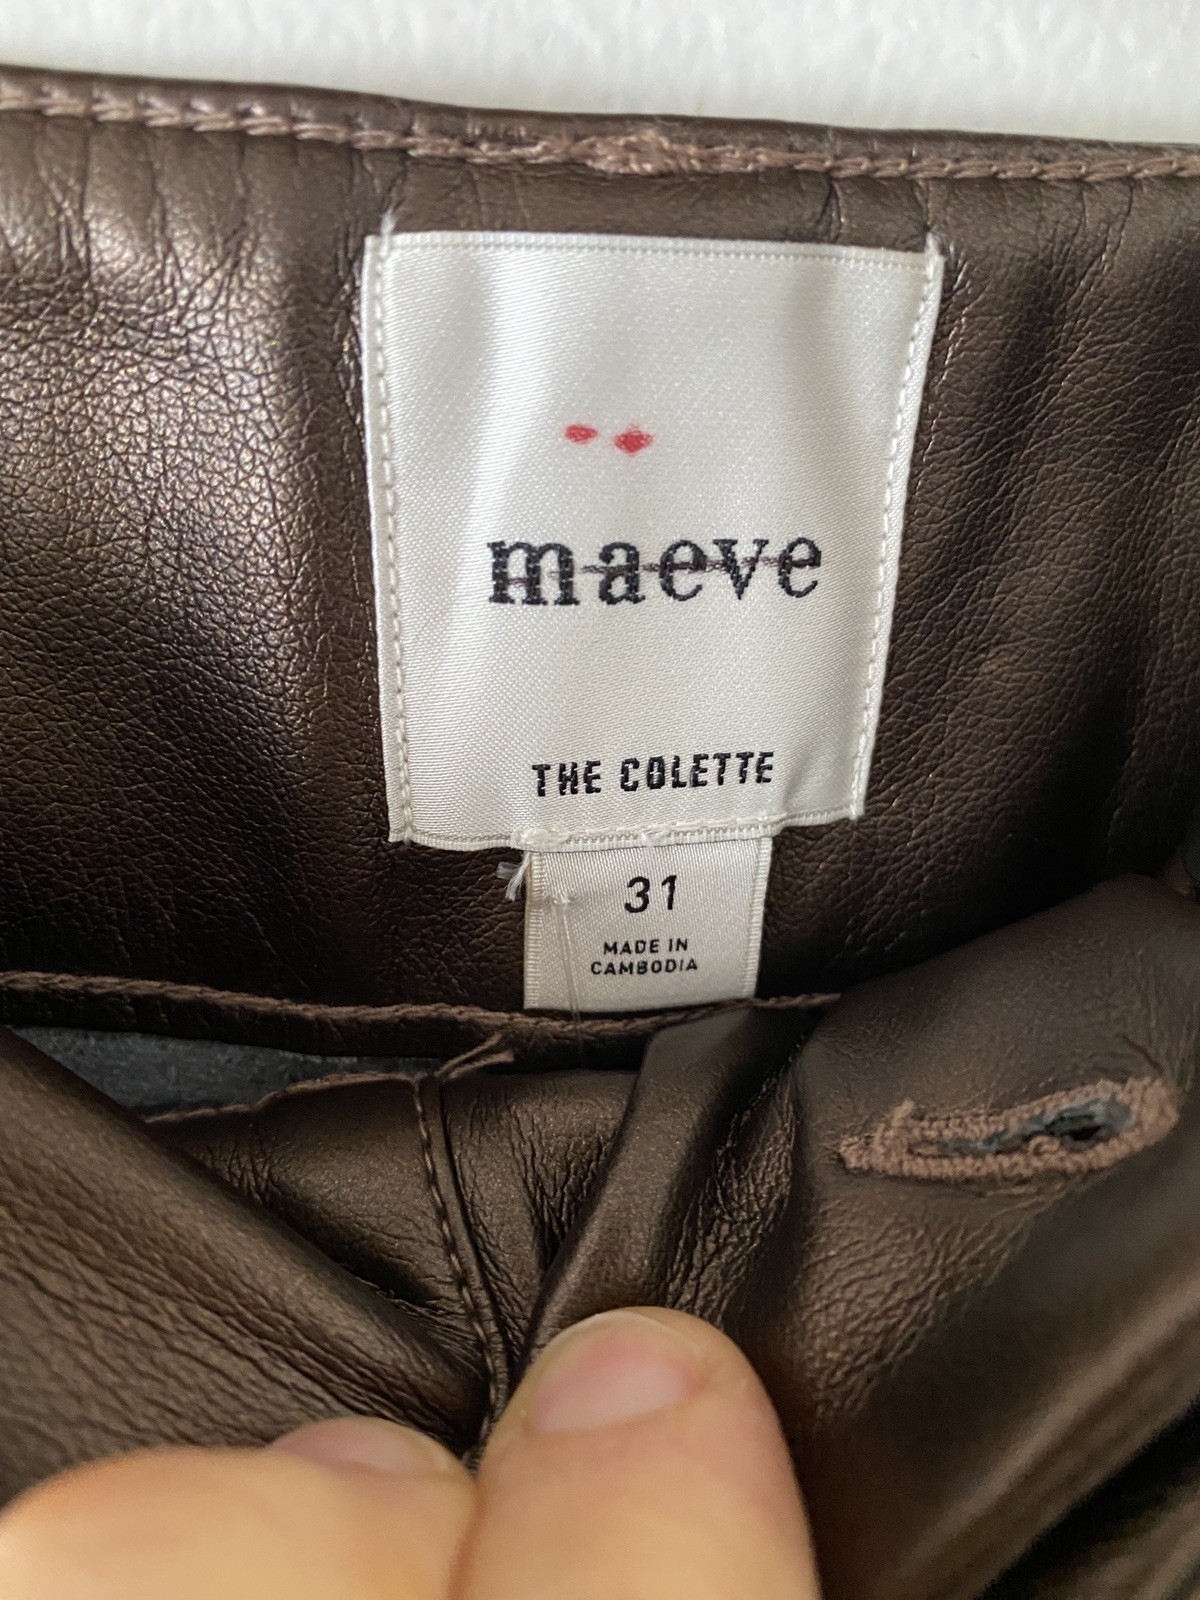 maeve
THE COLETTE
31
MADE IN
CAMBODIA